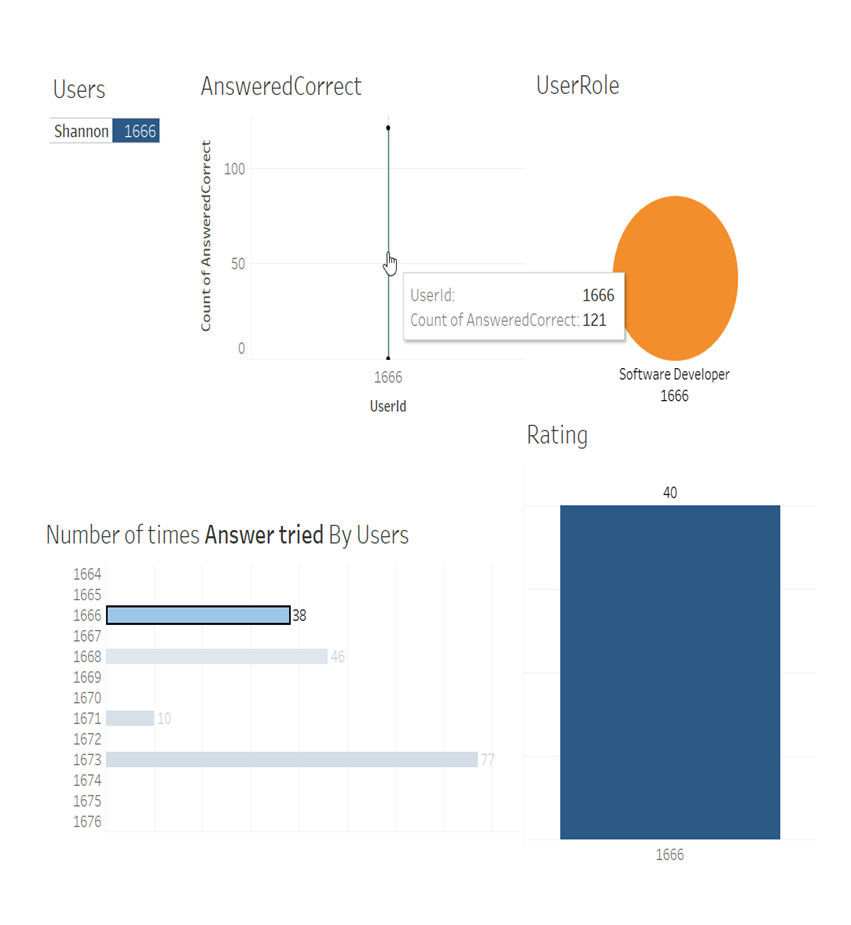 Users
Shannon 1666
AnsweredCorrect
Count of AnsweredCorrect
100
50
0
UserId: 1666
Count of AnsweredCorrect: 121
1666
UserId
UserRole
Software Developer
1666
Number of times Answer tried By Users
1664
1665
1666 38
1667
1668 46
1669
1670
1671 10
1672
1673 77
1674
1675
1676
Rating
40
1666